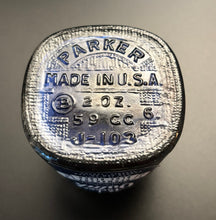 PARKER
MADE IN U.S.A
B 2 OZ. 6.
59 CC
J-103